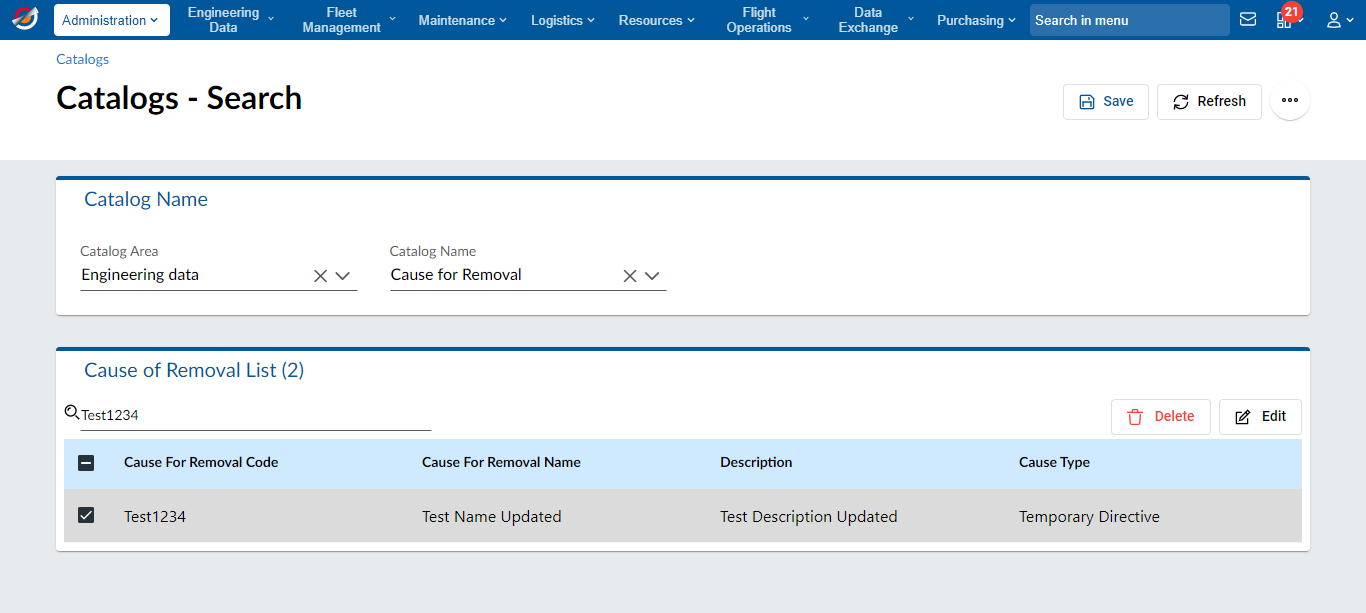 Administration
Engineering Data
Fleet Management
Maintenance
Logistics
Resources
Flight Operations
Data Exchange
Purchasing
Search in menu
21
Catalogs
Catalogs - Search
Save
Refresh
Catalog Name
Catalog Area
Catalog Name
Engineering data
Cause for Removal
Cause of Removal List (2)
Test1234
Delete
Edit
Cause For Removal Code
Cause For Removal Name
Description
Cause Type
Test1234
Test Name Updated
Test Description Updated
Temporary Directive